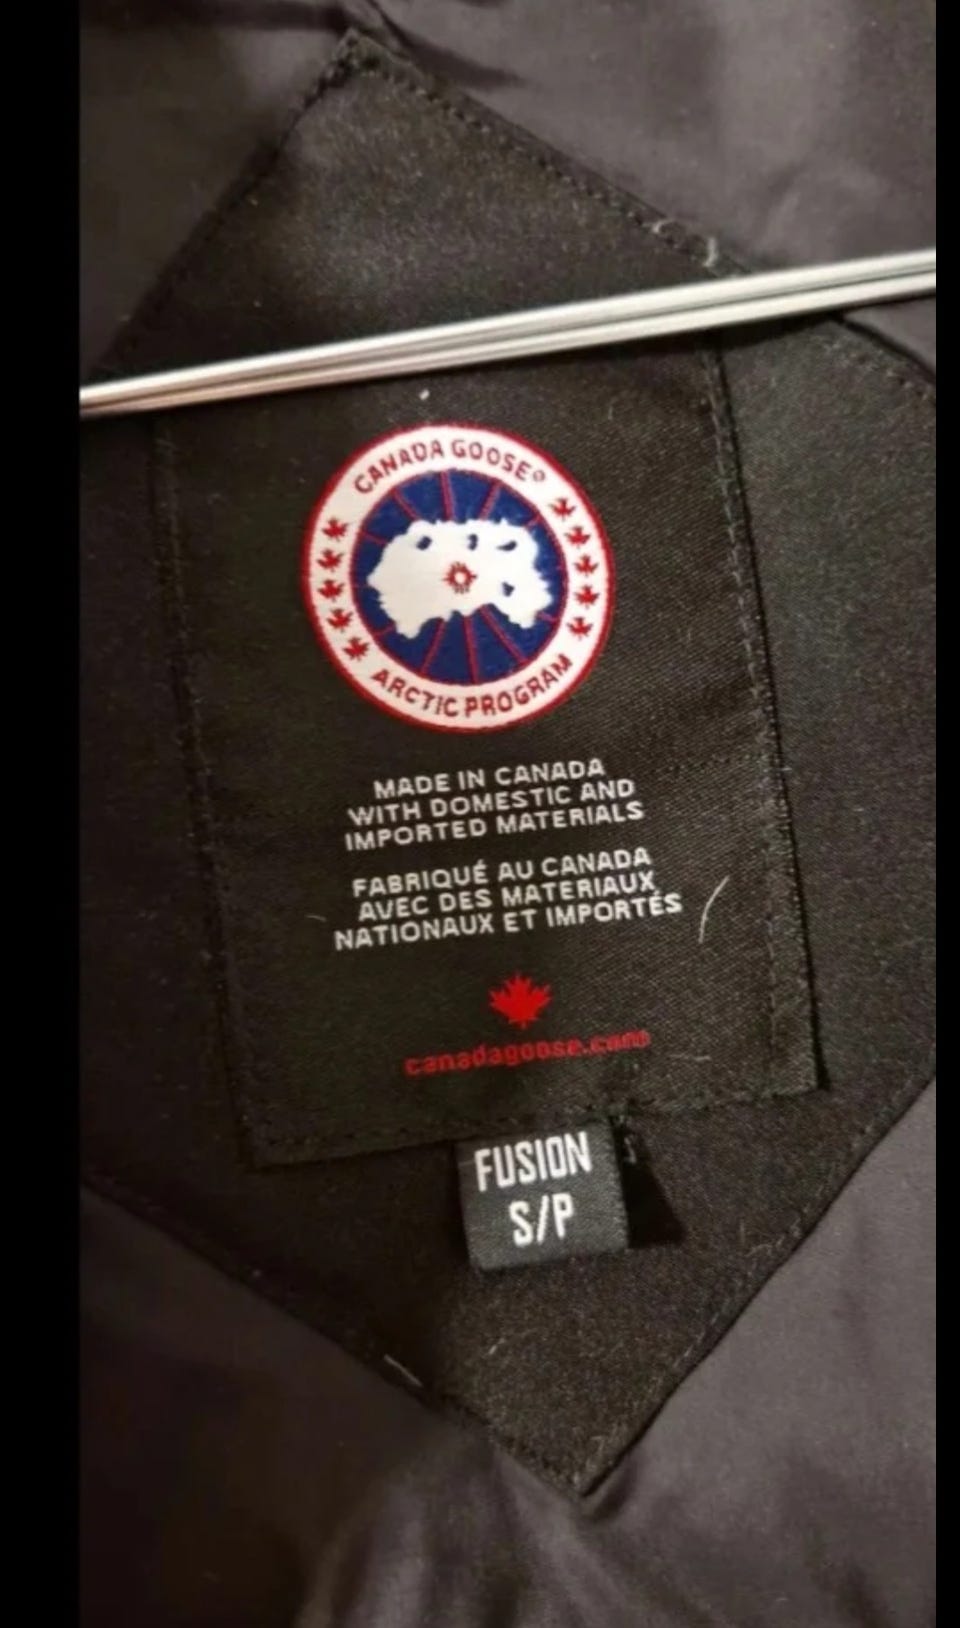 CANADA GOOSE®
ARCTIC PROGRAM
MADE IN CANADA
WITH DOMESTIC AND
IMPORTED MATERIALS
FABRIQUÉ AU CANADA
AVEC DES MATERIAUX
NATIONAUX ET IMPORTÉS
canadagoose.com
FUSION
S/P